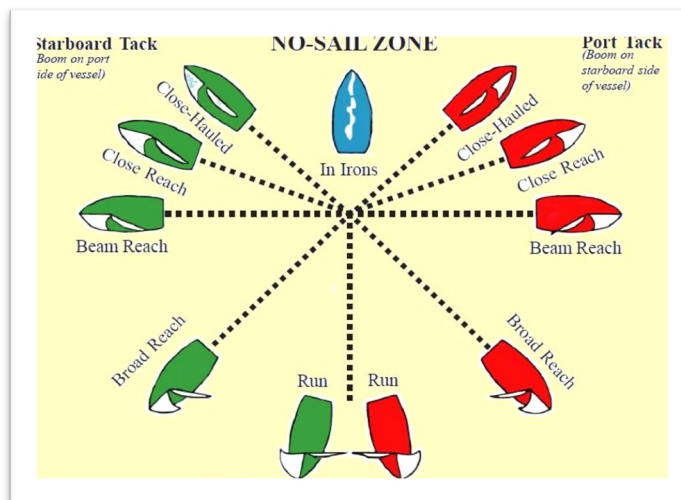 Starboard Tack
(Boom on port
ide of vessel)
NO-SAIL ZONE
Port Tack
(Boom on
starboard side
of vessel)
Close-Hauled
Close Reach
Beam Reach
Broad Reach
Run
In Irons
Close-Hauled
Close Reach
Beam Reach
Broad Reach
Run